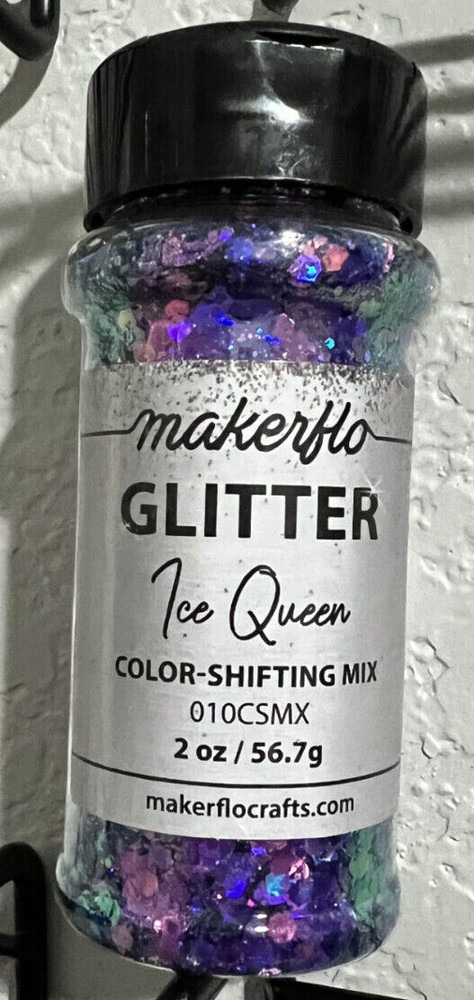 makerflo
GLITTER
Ice Queen
COLOR-SHIFTING MIX
010CSMX
2 oz / 56.7g
makerflocrafts.com